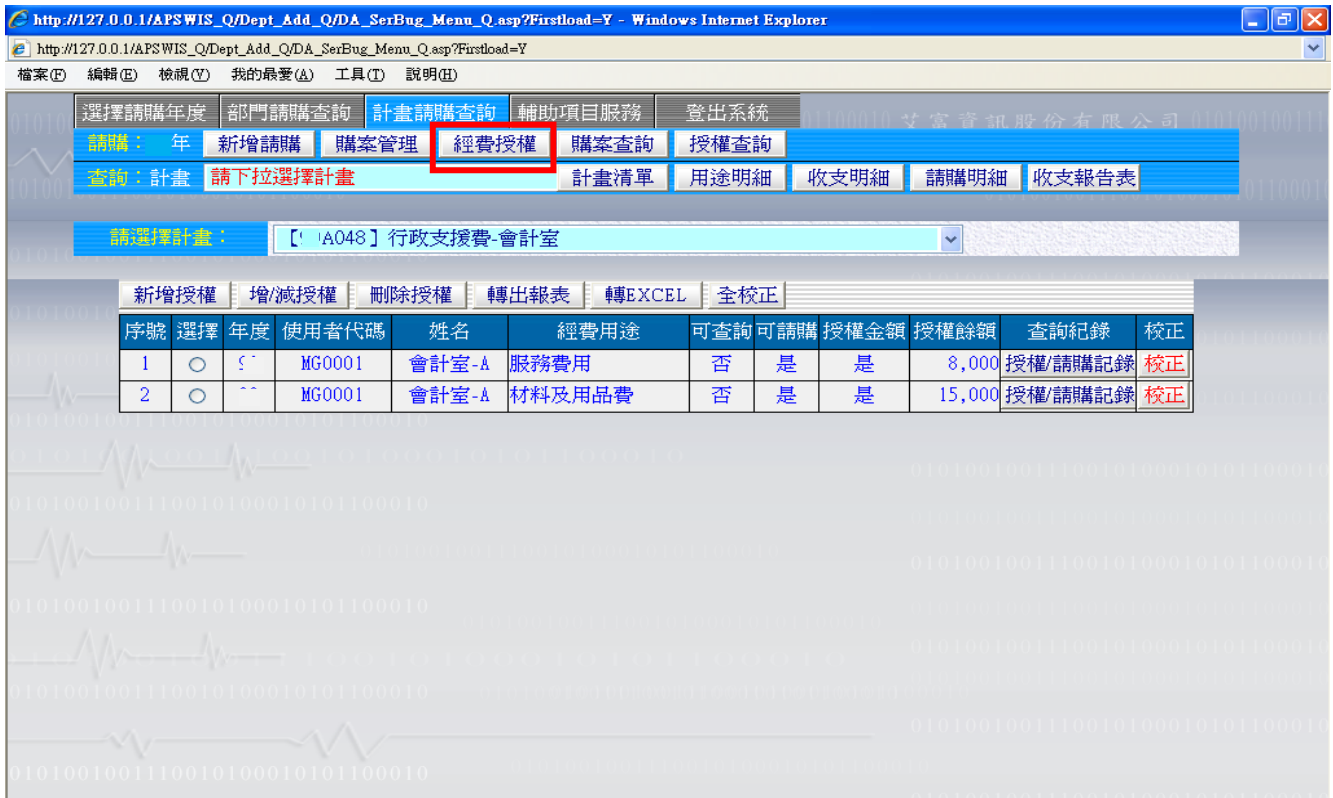 http://127.0.0.1/APSWIS_Q/Dept_Add_Q/DA_SerBug_Menu_Q.asp?Firstload=Y - Windows Internet Explorer
http://127.0.0.1/APSWIS_Q/Dept_Add_Q/DA_SerBug_Menu_Q.asp?Firstload=Y
檔案(F) 編輯(E) 檢視(V) 我的最愛(A) 工具(T) 說明(H)
選擇請購年度 部門請購查詢 計畫請購查詢 輔助項目服務 登出系統
艾富資訊股份有限公司
請購： 年 新增請購 購案管理 經費授權 購案查詢 授權查詢
查詢：計畫 請下拉選擇計畫 計畫清單 用途明細 收支明細 請購明細 收支報告表
請選擇計畫： 【 A048】行政支援費-會計室
新增授權 增/減授權 刪除授權 轉出報表 轉EXCEL 全校正
序號 選擇 年度 使用者代碼 姓名 經費用途 可查詢 可請購 授權金額 授權餘額 查詢紀錄 校正
1 MG0001 會計室-A 服務費用 否 是 是 8,000 授權/請購記錄 校正
2 MG0001 會計室-A 材料及用品費 否 是 是 15,000 授權/請購記錄 校正